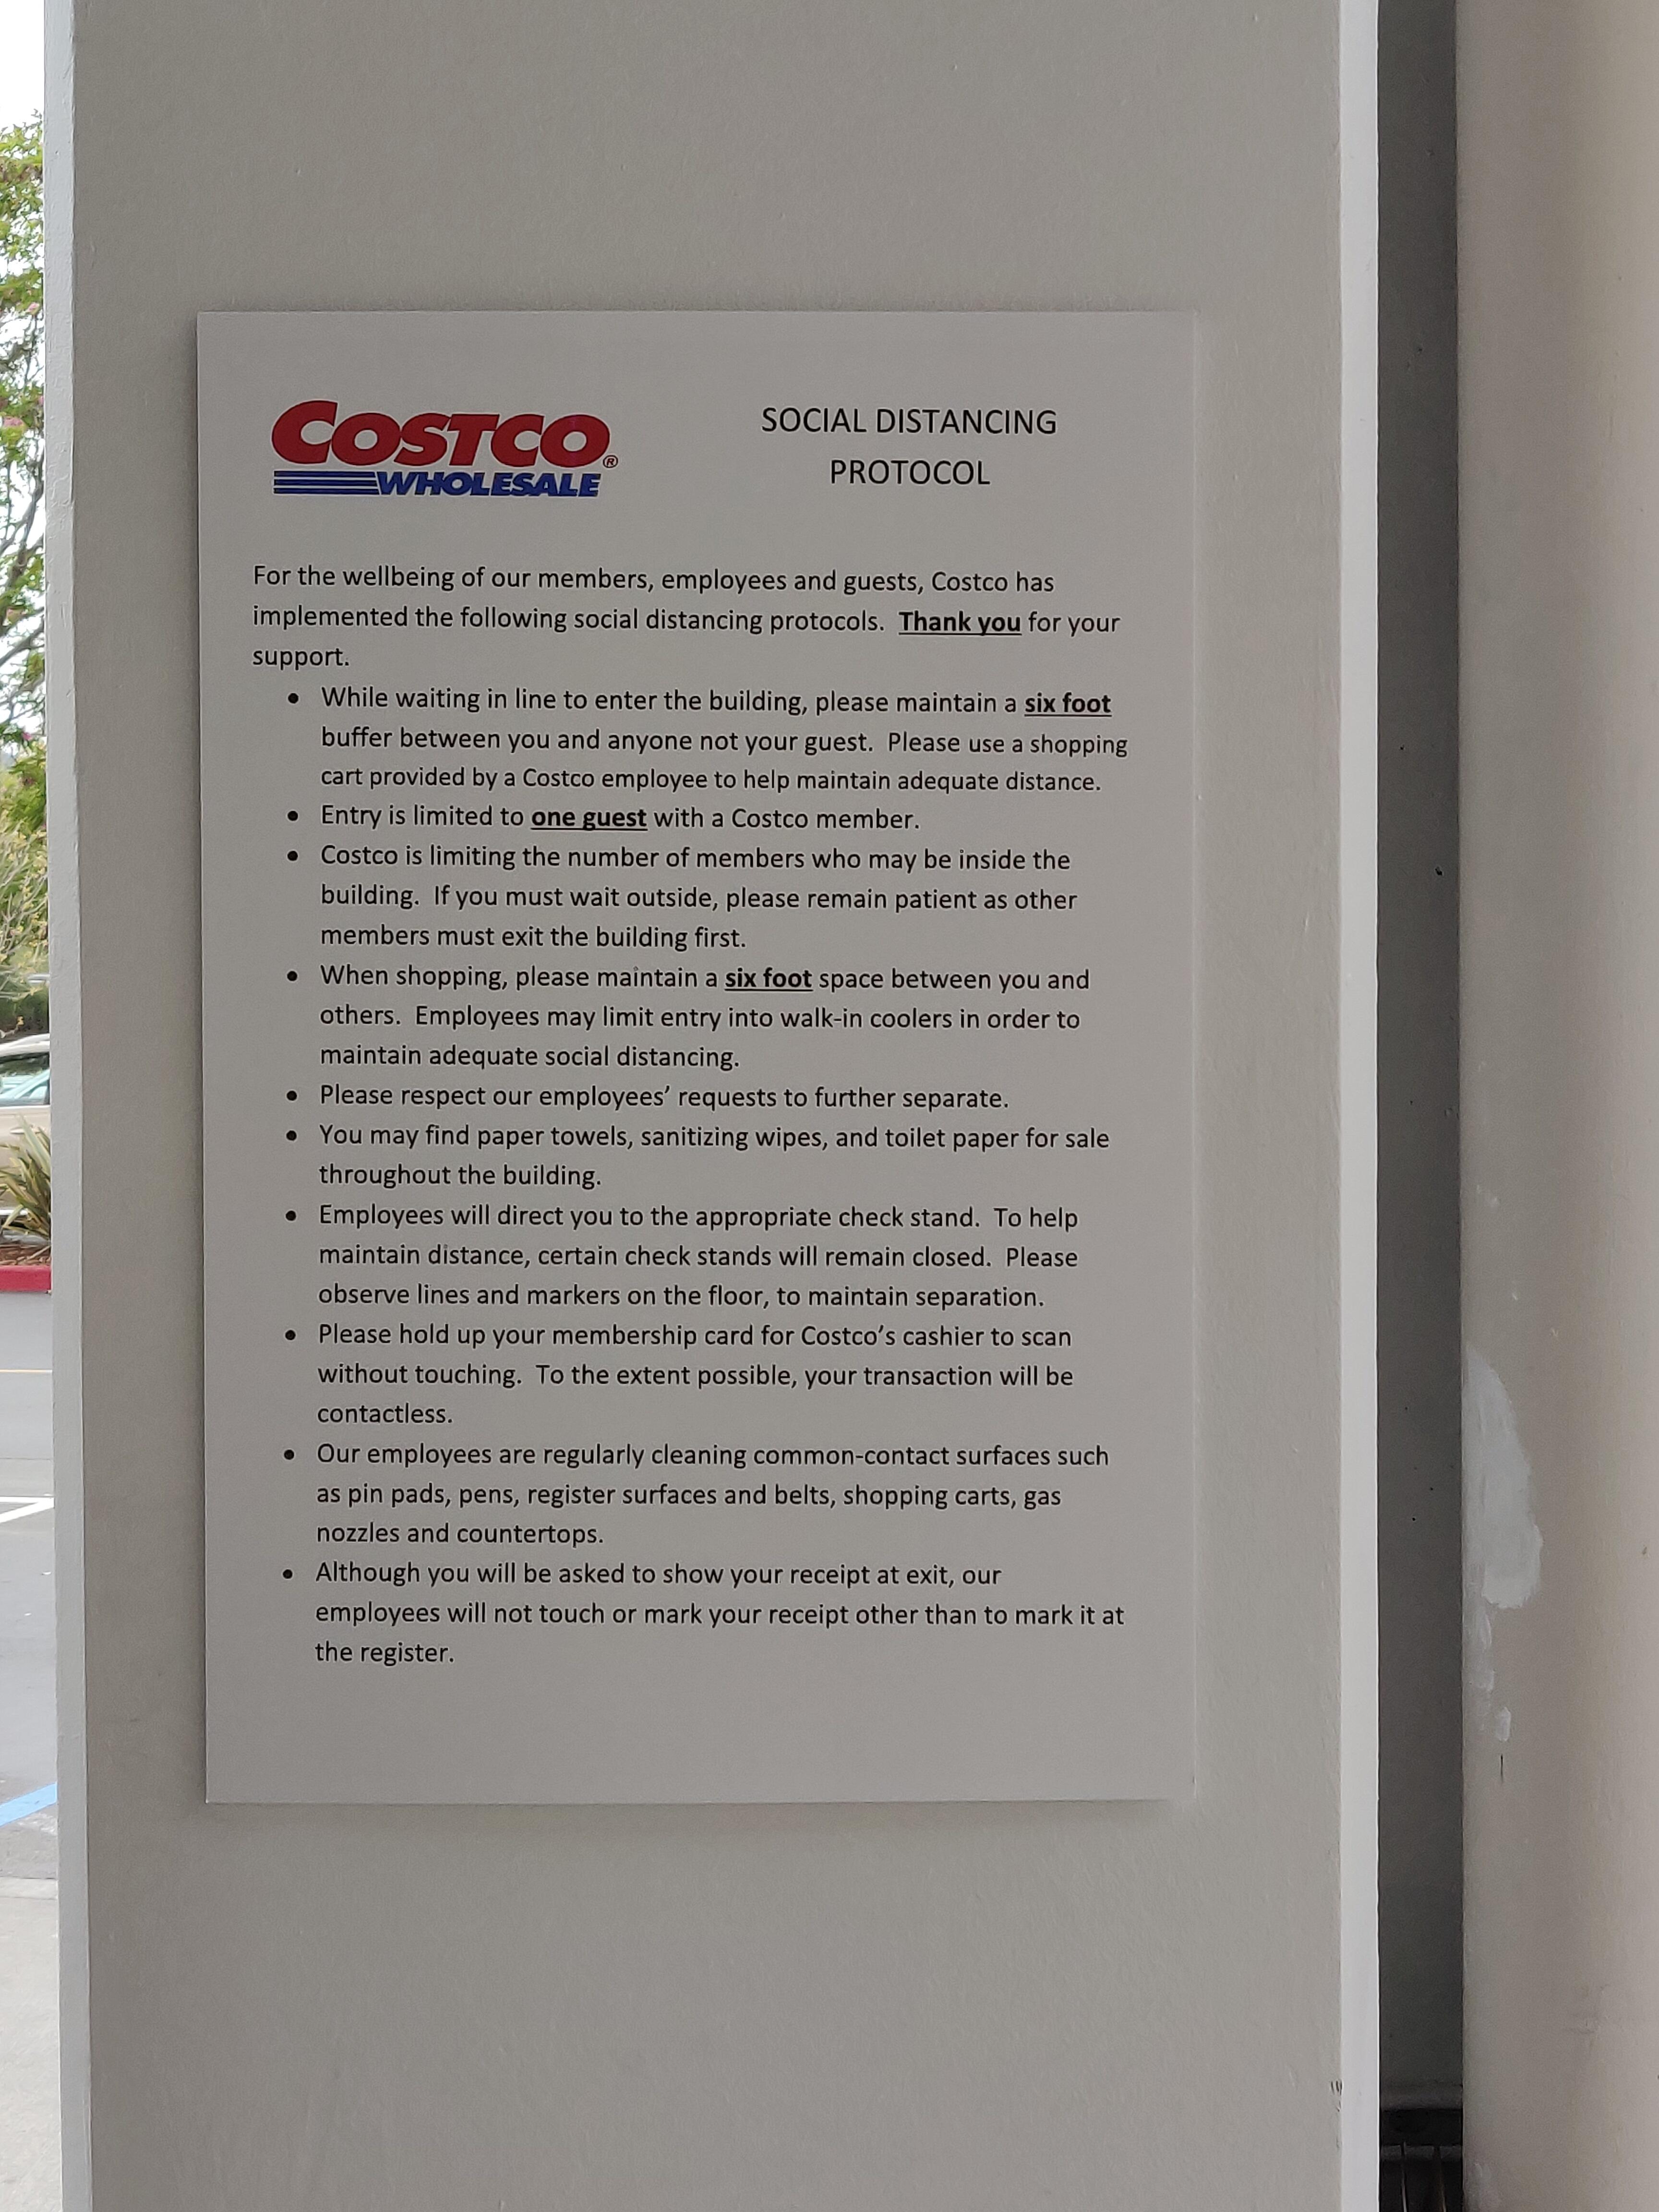 COSTCO®
WHOLESALE
SOCIAL DISTANCING
PROTOCOL
For the wellbeing of our members, employees and guests, Costco has
implemented the following social distancing protocols.  Thank you for your
support.
• While waiting in line to enter the building, please maintain a six foot
buffer between you and anyone not your guest.  Please use a shopping
cart provided by a Costco employee to help maintain adequate distance.
• Entry is limited to one guest with a Costco member.
• Costco is limiting the number of members who may be inside the
building.  If you must wait outside, please remain patient as other
members must exit the building first.
• When shopping, please maintain a six foot space between you and
others.  Employees may limit entry into walk-in coolers in order to
maintain adequate social distancing.
• Please respect our employees’ requests to further separate.
• You may find paper towels, sanitizing wipes, and toilet paper for sale
throughout the building.
• Employees will direct you to the appropriate check stand.  To help
maintain distance, certain check stands will remain closed.  Please
observe lines and markers on the floor, to maintain separation.
• Please hold up your membership card for Costco’s cashier to scan
without touching.  To the extent possible, your transaction will be
contactless.
• Our employees are regularly cleaning common-contact surfaces such
as pin pads, pens, register surfaces and belts, shopping carts, gas
nozzles and countertops.
• Although you will be asked to show your receipt at exit, our
employees will not touch or mark your receipt other than to mark it at
the register.